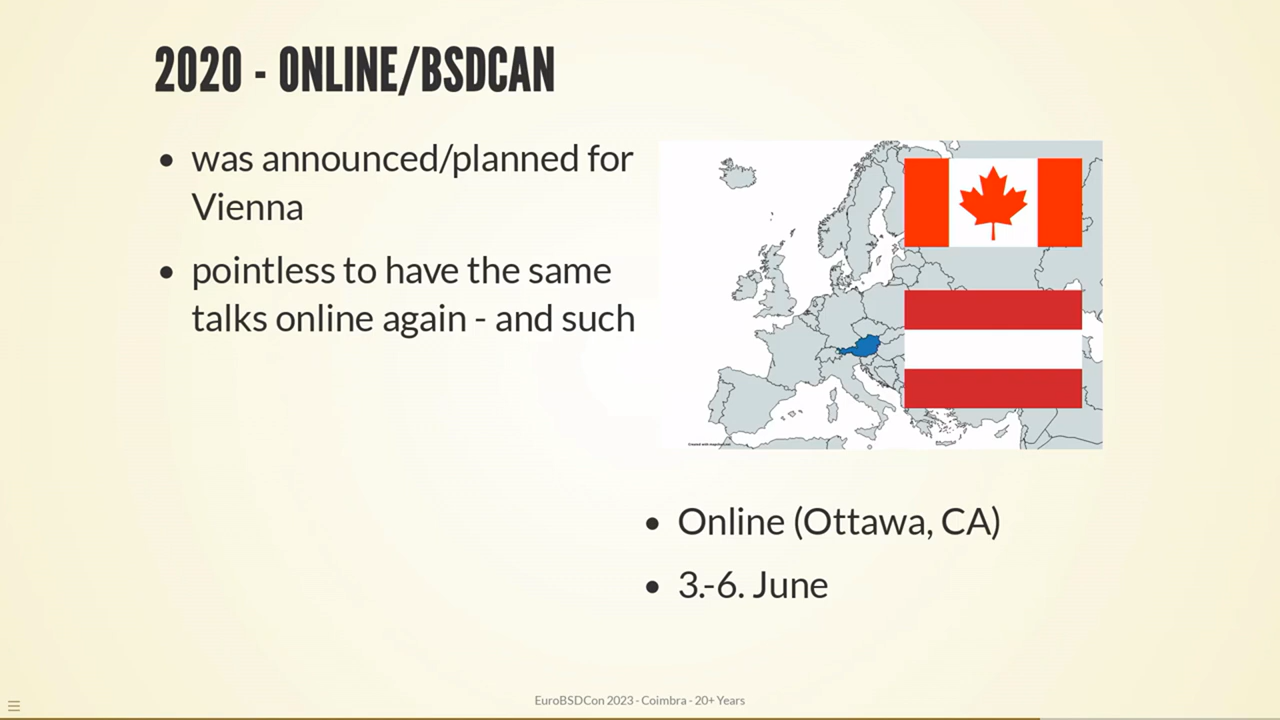 2020 - ONLINE/BSDCAN
• was announced/planned for
Vienna
• pointless to have the same
talks online again - and such
• Online (Ottawa, CA)
• 3.-6. June
EuroBSDCon 2023 - Coimbra - 20+ Years